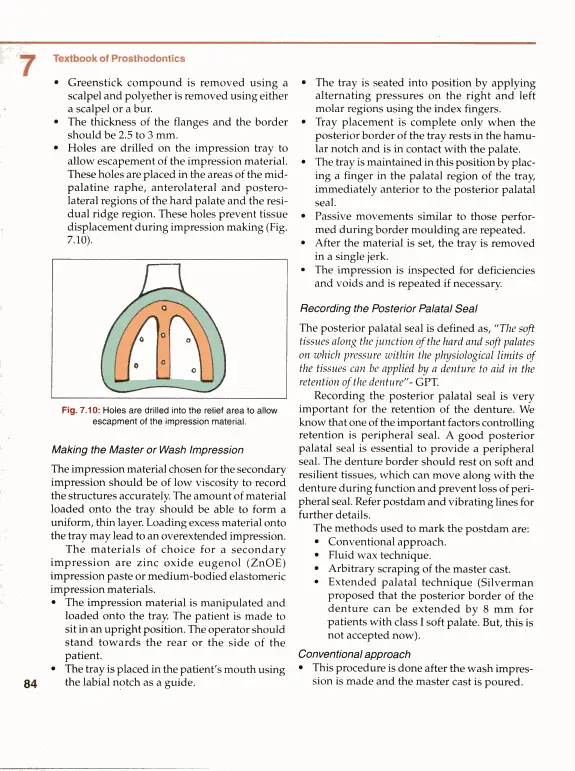 7
Textbook of Prosthodontics
• Greenstick compound is removed using a
scalpel and polyether is removed using either
a scalpel or a bur.
• The thickness of the flanges and the border
should be 2.5 to 3 mm.
• Holes are drilled on the impression tray to
allow escapement of the impression material.
These holes are placed in the areas of the mid-
palatine raphe, anterolateral and postero-
lateral regions of the hard palate and the resi-
dual ridge region. These holes prevent tissue
displacement during impression making (Fig.
7.10).
Fig. 7.10: Holes are drilled into the relief area to allow
escapment of the impression material.
Making the Master or Wash Impression
The impression material chosen for the secondary
impression should be of low viscosity to record
the structures accurately. The amount of material
loaded onto the tray should be able to form a
uniform, thin layer. Loading excess material onto
the tray may lead to an overextended impression.
The materials of choice for a secondary
impression are zinc oxide eugenol (ZnOE)
impression paste or medium-bodied elastomeric
impression materials.
• The impression material is manipulated and
loaded onto the tray. The patient is made to
sit in an upright position. The operator should
stand towards the rear or the side of the
patient.
• The tray is placed in the patient's mouth using
the labial notch as a guide.
84
• The tray is seated into position by applying
alternating pressures on the right and left
molar regions using the index fingers.
• Tray placement is complete only when the
posterior border of the tray rests in the hamu-
lar notch and is in contact with the palate.
• The tray is maintained in this position by plac-
ing a finger in the palatal region of the tray,
immediately anterior to the posterior palatal
seal.
• Passive movements similar to those perfor-
med during border moulding are repeated.
• After the material is set, the tray is removed
in a single jerk.
• The impression is inspected for deficiencies
and voids and is repeated if necessary.
Recording the Posterior Palatal Seal
The posterior palatal seal is defined as, "The soft
tissues along the junction of the hard and soft palates
on which pressure within the physiological limits of
the tissues can be applied by a denture to aid in the
retention of the denture"- GPT.
Recording the posterior palatal seal is very
important for the retention of the denture. We
know that one of the important factors controlling
retention is peripheral seal. A good posterior
palatal seal is essential to provide a peripheral
seal. The denture border should rest on soft and
resilient tissues, which can move along with the
denture during function and prevent loss of peri-
pheral seal. Refer postdam and vibrating lines for
further details.
The methods used to mark the postdam are:
• Conventional approach.
• Fluid wax technique.
• Arbitrary scraping of the master cast.
• Extended palatal technique (Silverman
proposed that the posterior border of the
denture can be extended by 8 mm for
patients with class I soft palate. But, this is
not accepted now).
Conventional approach
• This procedure is done after the wash impres-
sion is made and the master cast is poured.